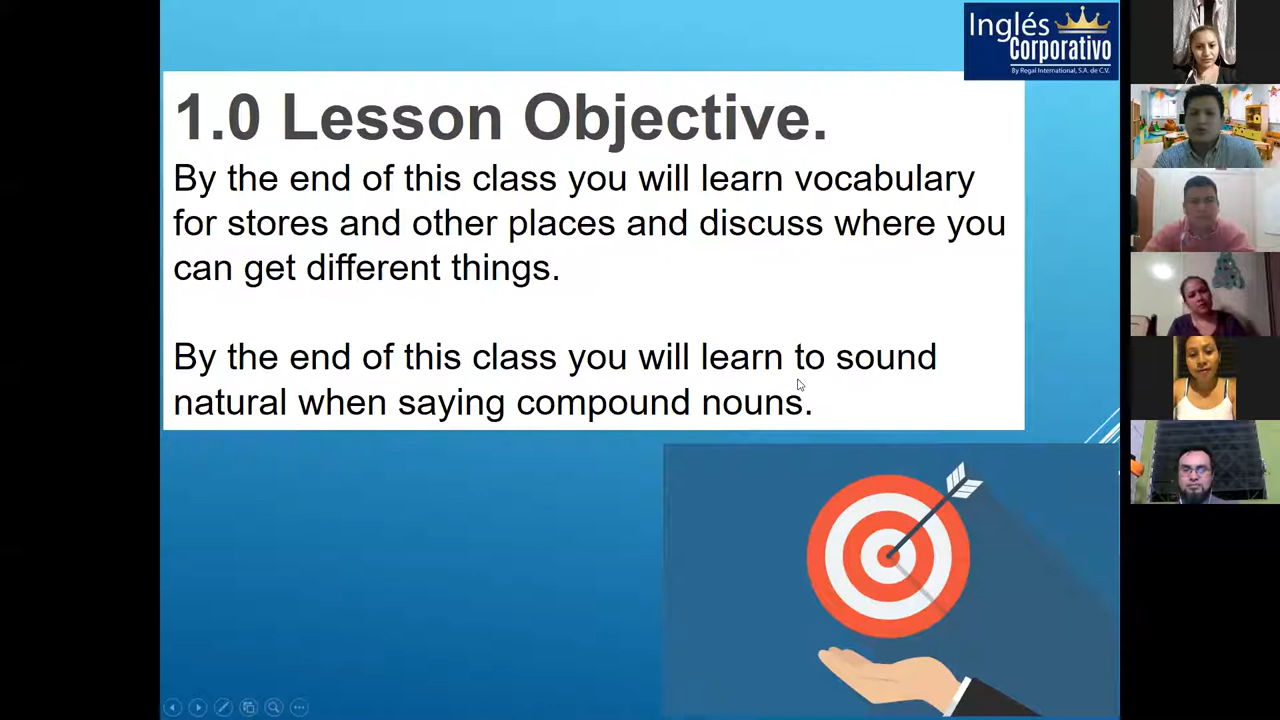 Inglés
Corporativo
By Regal International, S.A. de C.V.
1.0 Lesson Objective.
By the end of this class you will learn vocabulary
for stores and other places and discuss where you
can get different things.
By the end of this class you will learn to sound
natural when saying compound nouns.